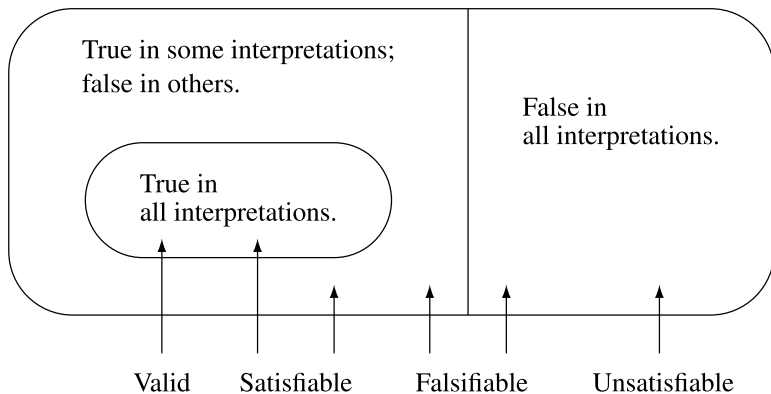 True in some interpretations;
false in others.
False in
all interpretations.
True in
all interpretations.
Valid
Satisfiable
Falsifiable
Unsatisfiable